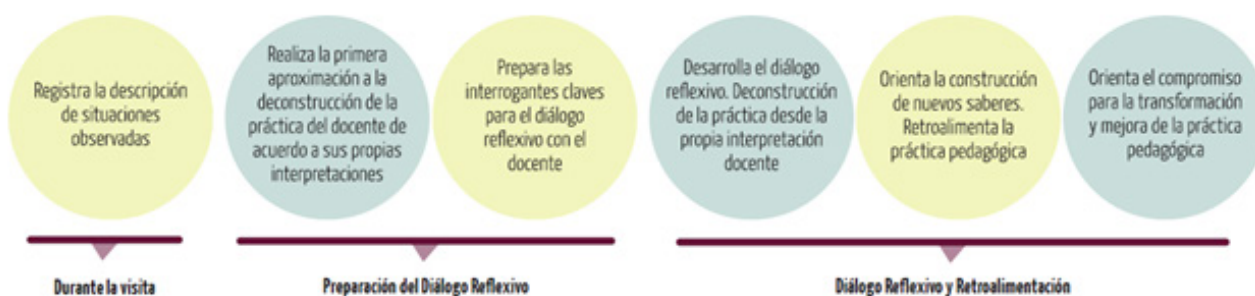 Registra la descripción
de situaciones
observadas
Realiza la primera
aproximación a la
deconstrucción de la
práctica del docente de
acuerdo a sus propias
interpretaciones
Prepara las
interrogantes claves
para el diálogo
reflexivo con el
docente
Desarrolla el diálogo
reflexivo. Deconstrucción
de la práctica desde la
propia interpretación
docente
Orienta la construcción
de nuevos saberes.
Retroalimenta la
práctica pedagógica
Orienta el compromiso
para la transformación
y mejora de la práctica
pedagógica
Durante la visita
Preparación del Diálogo Reflexivo
Diálogo Reflexivo y Retroalimentación